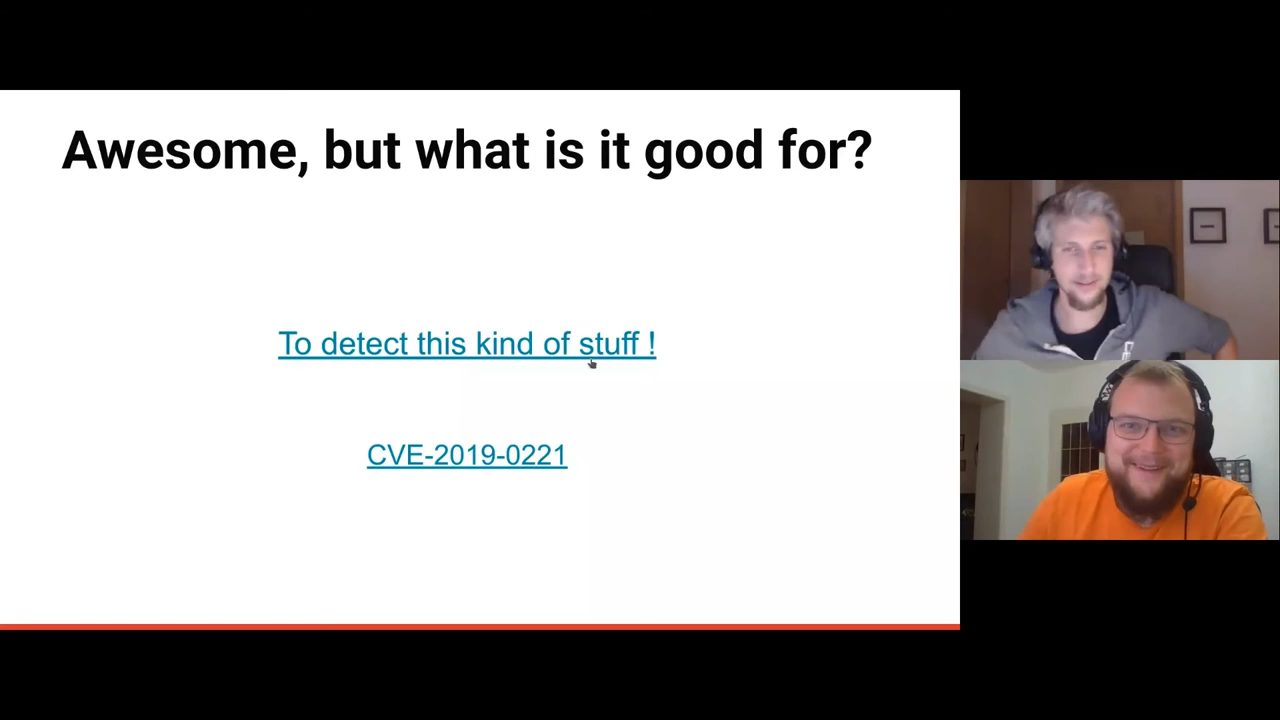 Awesome, but what is it good for?
To detect this kind of stuff !
CVE-2019-0221